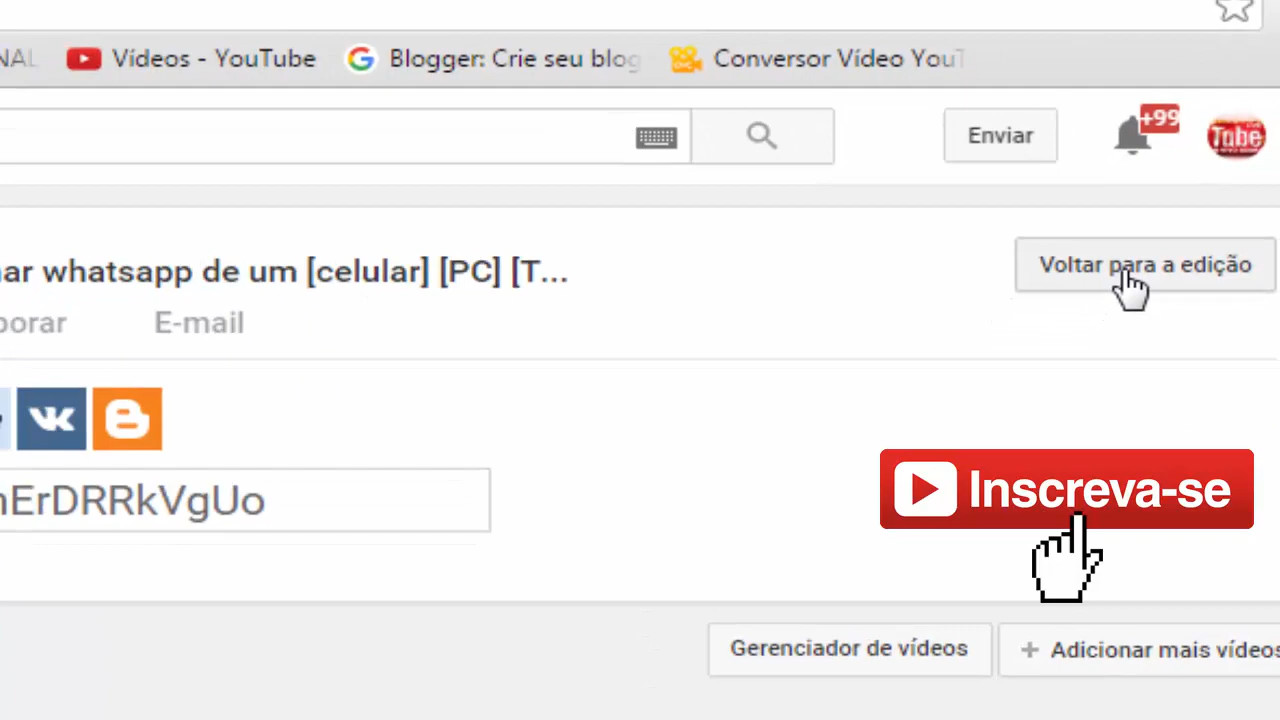 NAL Vídeos - YouTube Blogger: Crie seu blog Conversor Vídeo YouT
Enviar +99 Tube
ar whatsapp de um [celular] [PC] [T... Voltar para a edição
orar E-mail
nErDRRkVgUo Inscreva-se
Gerenciador de vídeos + Adicionar mais vídeos